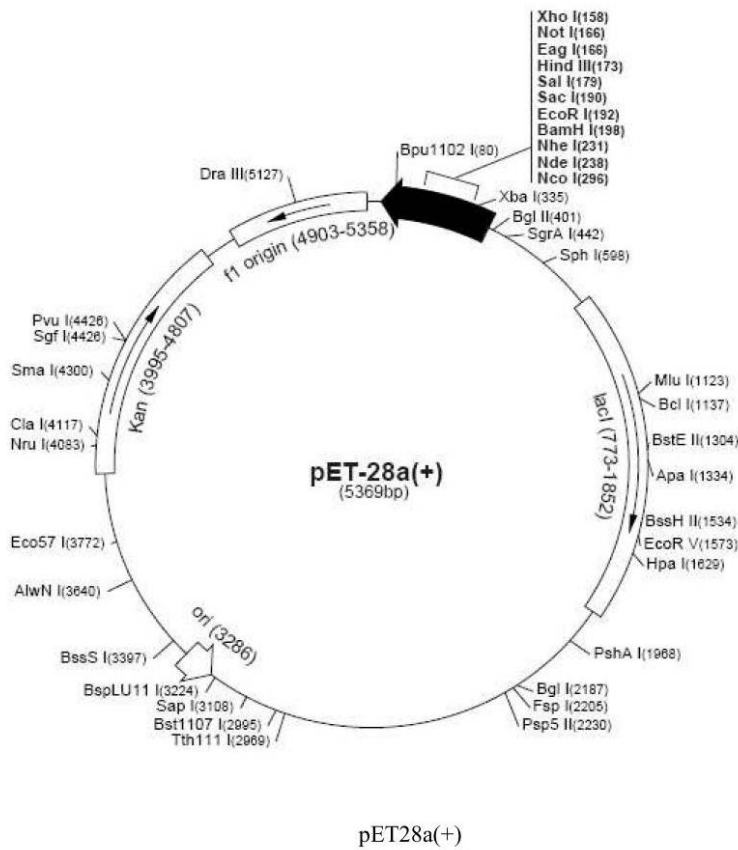 Xho I(158)
Not I(166)
Eag I(166)
Hind III(173)
Sal I(179)
Sac I(190)
EcoR I(192)
BamH I(198)
Nhe I(231)
Nde I(238)
Nco I(296)
Bpu1102 I(80)
Dra III(5127)
Xba I(335)
Bgl II(401)
SgrA I(442)
Sph I(598)
f1 origin (4903-5358)
Pvu I(4426)
Sgf I(4426)
Sma I(4300)
Kan (3995-4807)
Cla I(4117)
Nru I(4083)
lacI (773-1852)
Mlu I(1123)
Bcl I(1137)
BstE II(1304)
Apa I(1334)
BssH II(1534)
EcoR V(1573)
Hpa I(1629)
pET-28a(+)
(5369bp)
Eco57 I(3772)
AlwN I(3640)
ori (3286)
BssS I(3397)
BspLU11 I(3224)
Sap I(3108)
Bst1107 I(2995)
Tth111 I(2969)
PshA I(1968)
Bgl I(2187)
Fsp I(2205)
Psp5 II(2230)
pET28a(+)